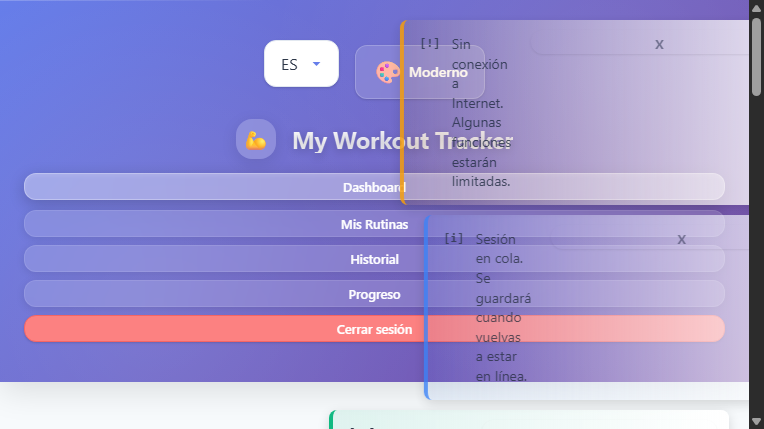 ES
Moderno
My Workout Tracker
Dashboard
Mis Rutinas
Historial
Progreso
Cerrar sesión
[!] Sin
conexión
a
Internet.
Algunas
funciones
estarán
limitadas.
X
[i] Sesión
en cola.
Se
guardará
cuando
vuelvas
a estar
en línea.
X